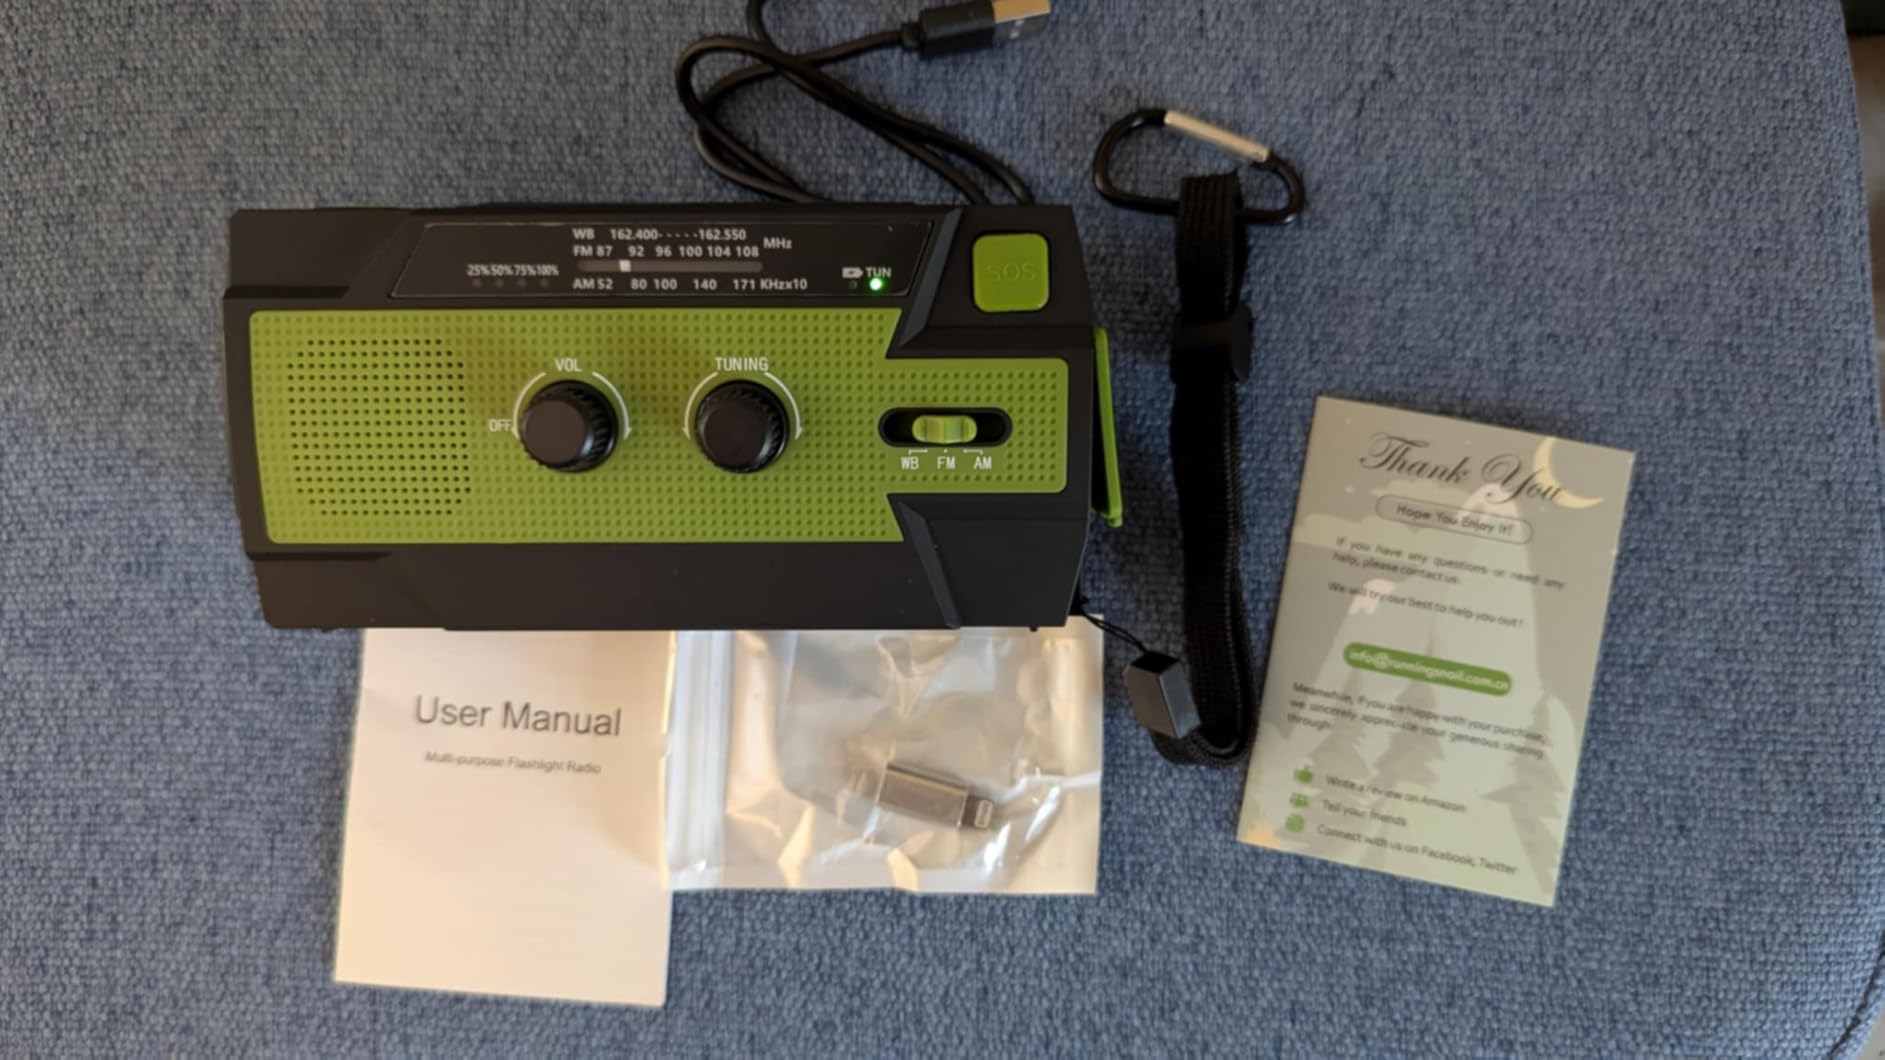 WB 162.400-----162.550
FM 87 92 96 100 104 108 MHz
25% 50% 75% 100%
TUN
AM 52 80 100 140 171 KHzx10
SOS
VOL
TUNING
OFF
WB FM AM
User Manual
Multi-purpose Flashlight Radio
Thank You
Hope You Enjoy It!
If you have any questions or need any
help, please contact us.
We will try our best to help you out!
info@runningsnail.com.cn
Meanwhile, if you are happy with your purchase,
we sincerely appreciate your generous sharing
through:
Write a review on Amazon
Tell your friends
Connect with us on Facebook, Twitter